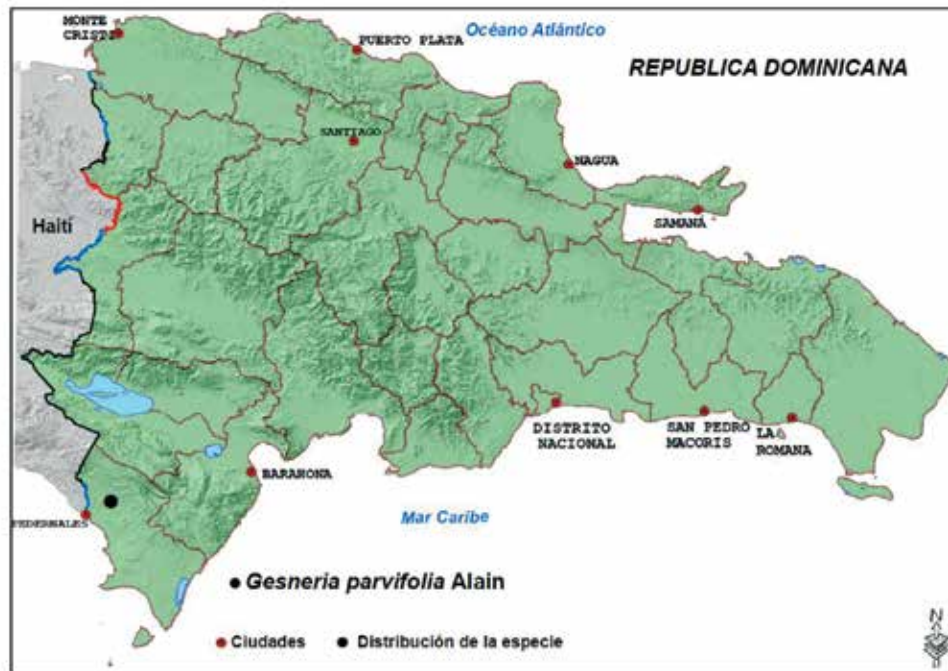 MONTE
CRISTI
PUERTO PLATA
Océano Atlántico
REPUBLICA DOMINICANA
SANTIAGO
NAGUA
SAMANÁ
Haití
DISTRITO
NACIONAL
SAN PEDRO
MACORIS
LA
ROMANA
BARAHONA
PEDERNALES
Mar Caribe
Gesneria parvifolia Alain
Ciudades
Distribución de la especie
N